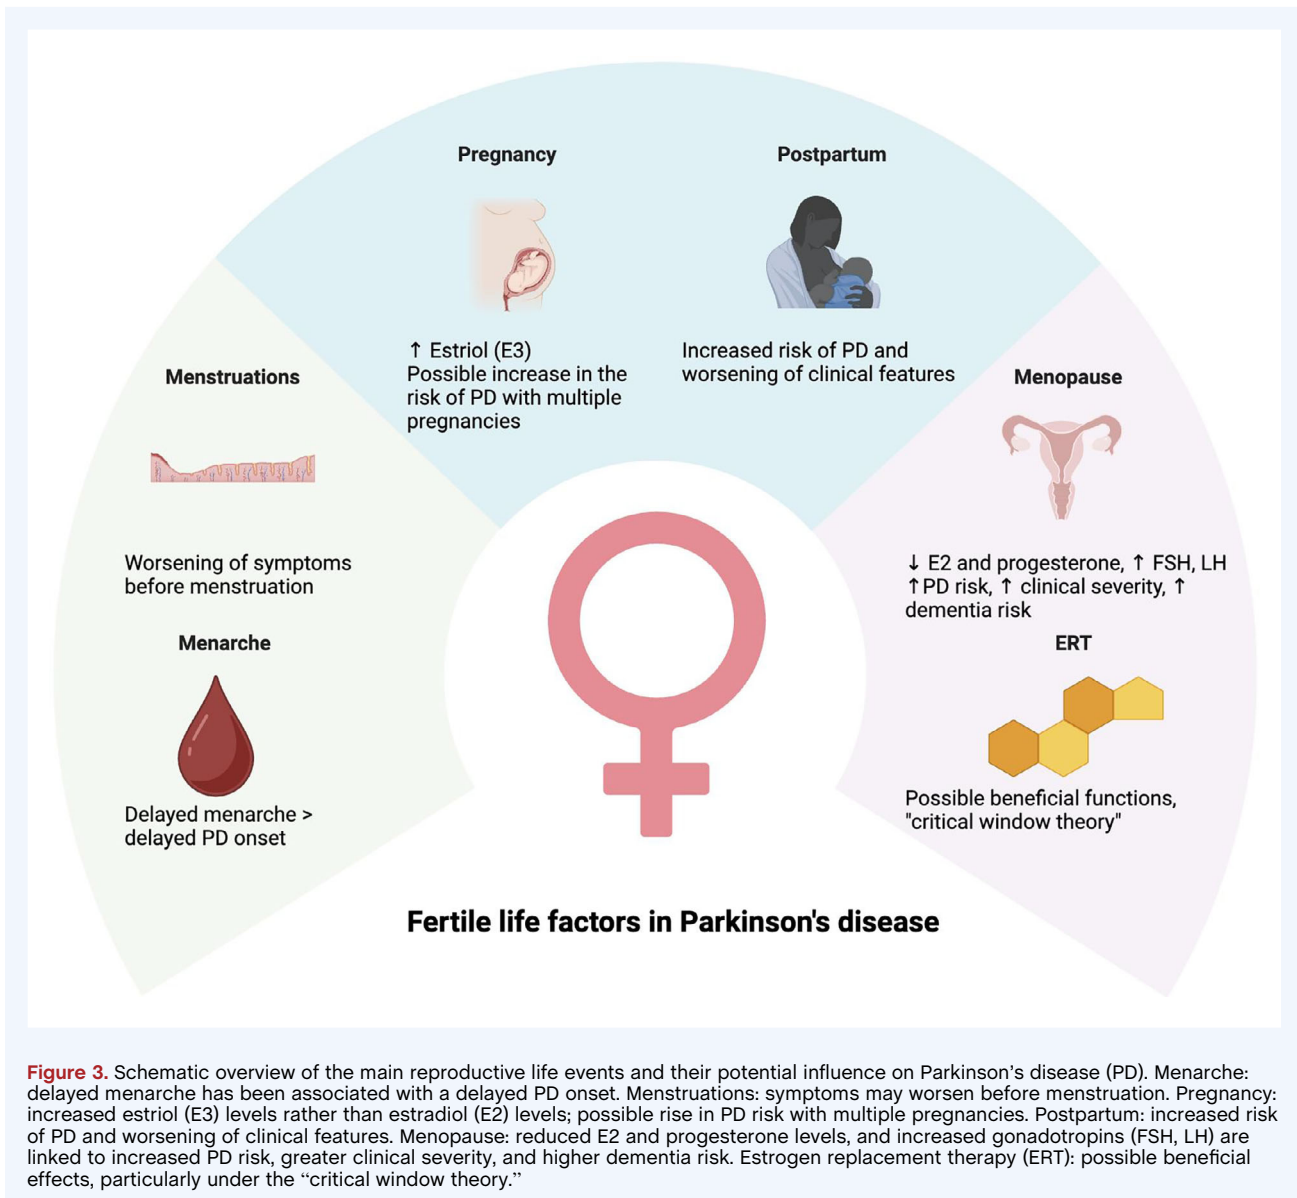 Pregnancy
↑ Estriol (E3)
Possible increase in the
risk of PD with multiple
pregnancies
Postpartum
Increased risk of PD and
worsening of clinical features
Menstruations
Worsening of symptoms
before menstruation
Menarche
Delayed menarche >
delayed PD onset
Menopause
↓ E2 and progesterone, ↑ FSH, LH
↑PD risk, ↑ clinical severity, ↑
dementia risk
ERT
Possible beneficial functions,
"critical window theory"
Fertile life factors in Parkinson's disease
Figure 3. Schematic overview of the main reproductive life events and their potential influence on Parkinson's disease (PD). Menarche:
delayed menarche has been associated with a delayed PD onset. Menstruations: symptoms may worsen before menstruation. Pregnancy:
increased estriol (E3) levels rather than estradiol (E2) levels; possible rise in PD risk with multiple pregnancies. Postpartum: increased risk
of PD and worsening of clinical features. Menopause: reduced E2 and progesterone levels, and increased gonadotropins (FSH, LH) are
linked to increased PD risk, greater clinical severity, and higher dementia risk. Estrogen replacement therapy (ERT): possible beneficial
effects, particularly under the “critical window theory.”